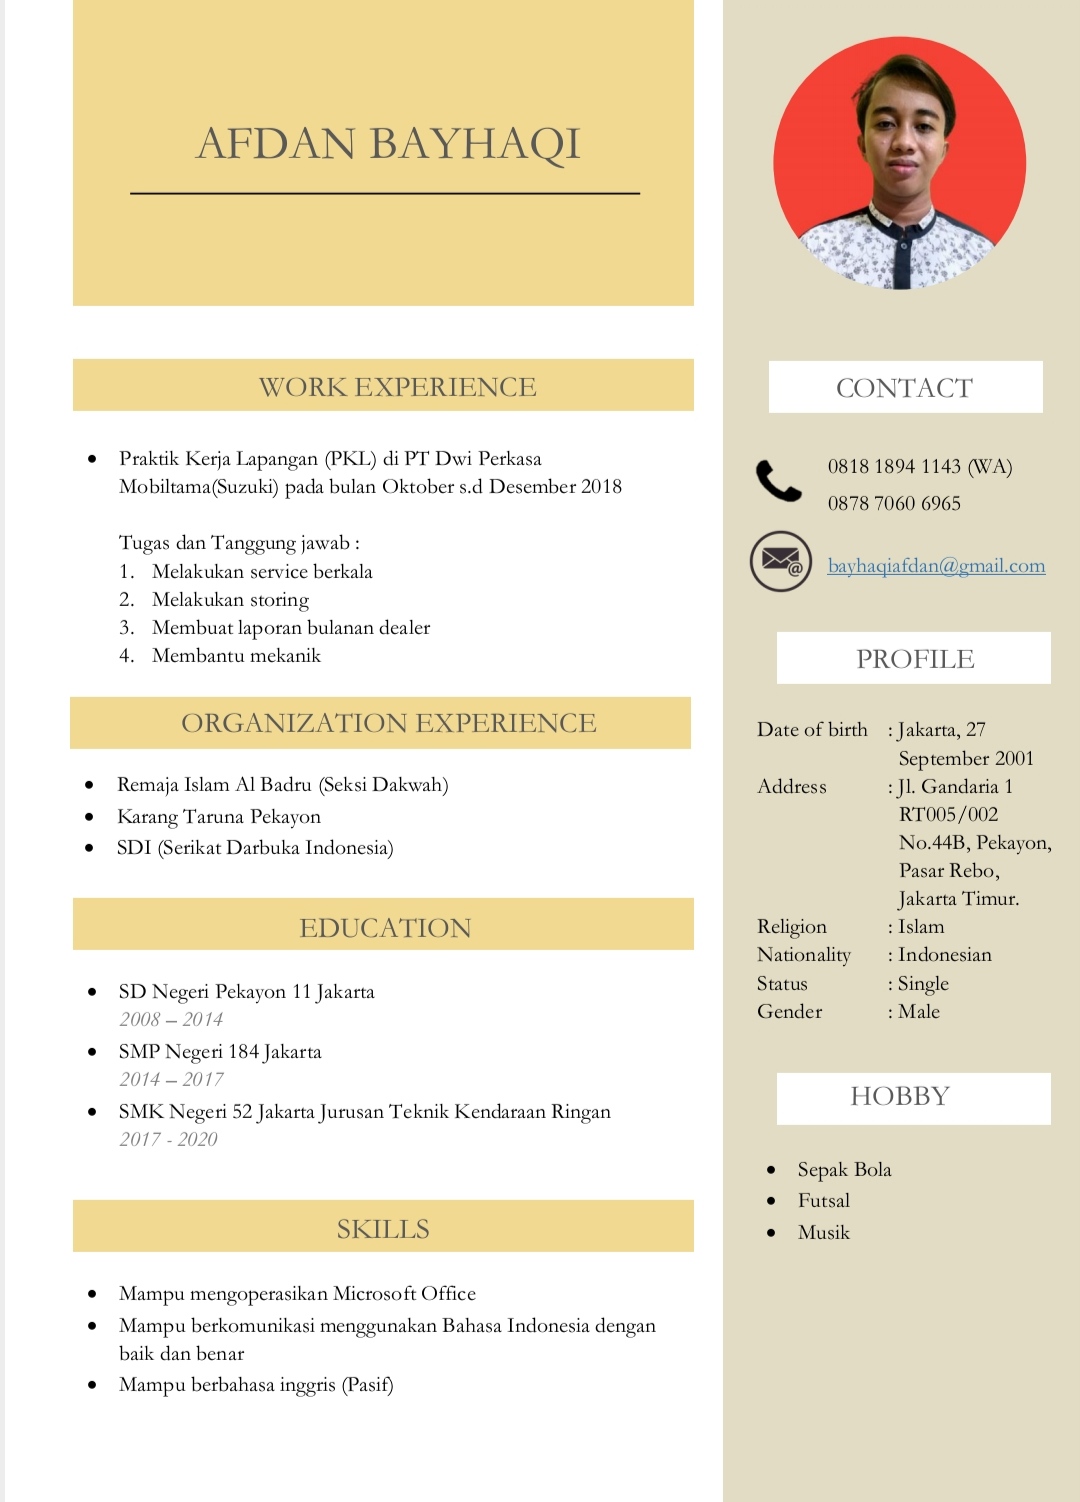 AFDAN BAYHAQI
WORK EXPERIENCE
• Praktik Kerja Lapangan (PKL) di PT Dwi Perkasa
Mobiltama(Suzuki) pada bulan Oktober s.d Desember 2018
Tugas dan Tanggung jawab :
1. Melakukan service berkala
2. Melakukan storing
3. Membuat laporan bulanan dealer
4. Membantu mekanik
ORGANIZATION EXPERIENCE
• Remaja Islam Al Badru (Seksi Dakwah)
• Karang Taruna Pekayon
• SDI (Serikat Darbuka Indonesia)
EDUCATION
• SD Negeri Pekayon 11 Jakarta
2008 – 2014
• SMP Negeri 184 Jakarta
2014 – 2017
• SMK Negeri 52 Jakarta Jurusan Teknik Kendaraan Ringan
2017 - 2020
SKILLS
• Mampu mengoperasikan Microsoft Office
• Mampu berkomunikasi menggunakan Bahasa Indonesia dengan
baik dan benar
• Mampu berbahasa inggris (Pasif)
CONTACT
0818 1894 1143 (WA)
0878 7060 6965
@
bayhaqiafdan@gmail.com
PROFILE
Date of birth : Jakarta, 27
September 2001
Address : Jl. Gandaria 1
RT005/002
No.44B, Pekayon,
Pasar Rebo,
Jakarta Timur.
Religion : Islam
Nationality : Indonesian
Status : Single
Gender : Male
HOBBY
• Sepak Bola
• Futsal
• Musik